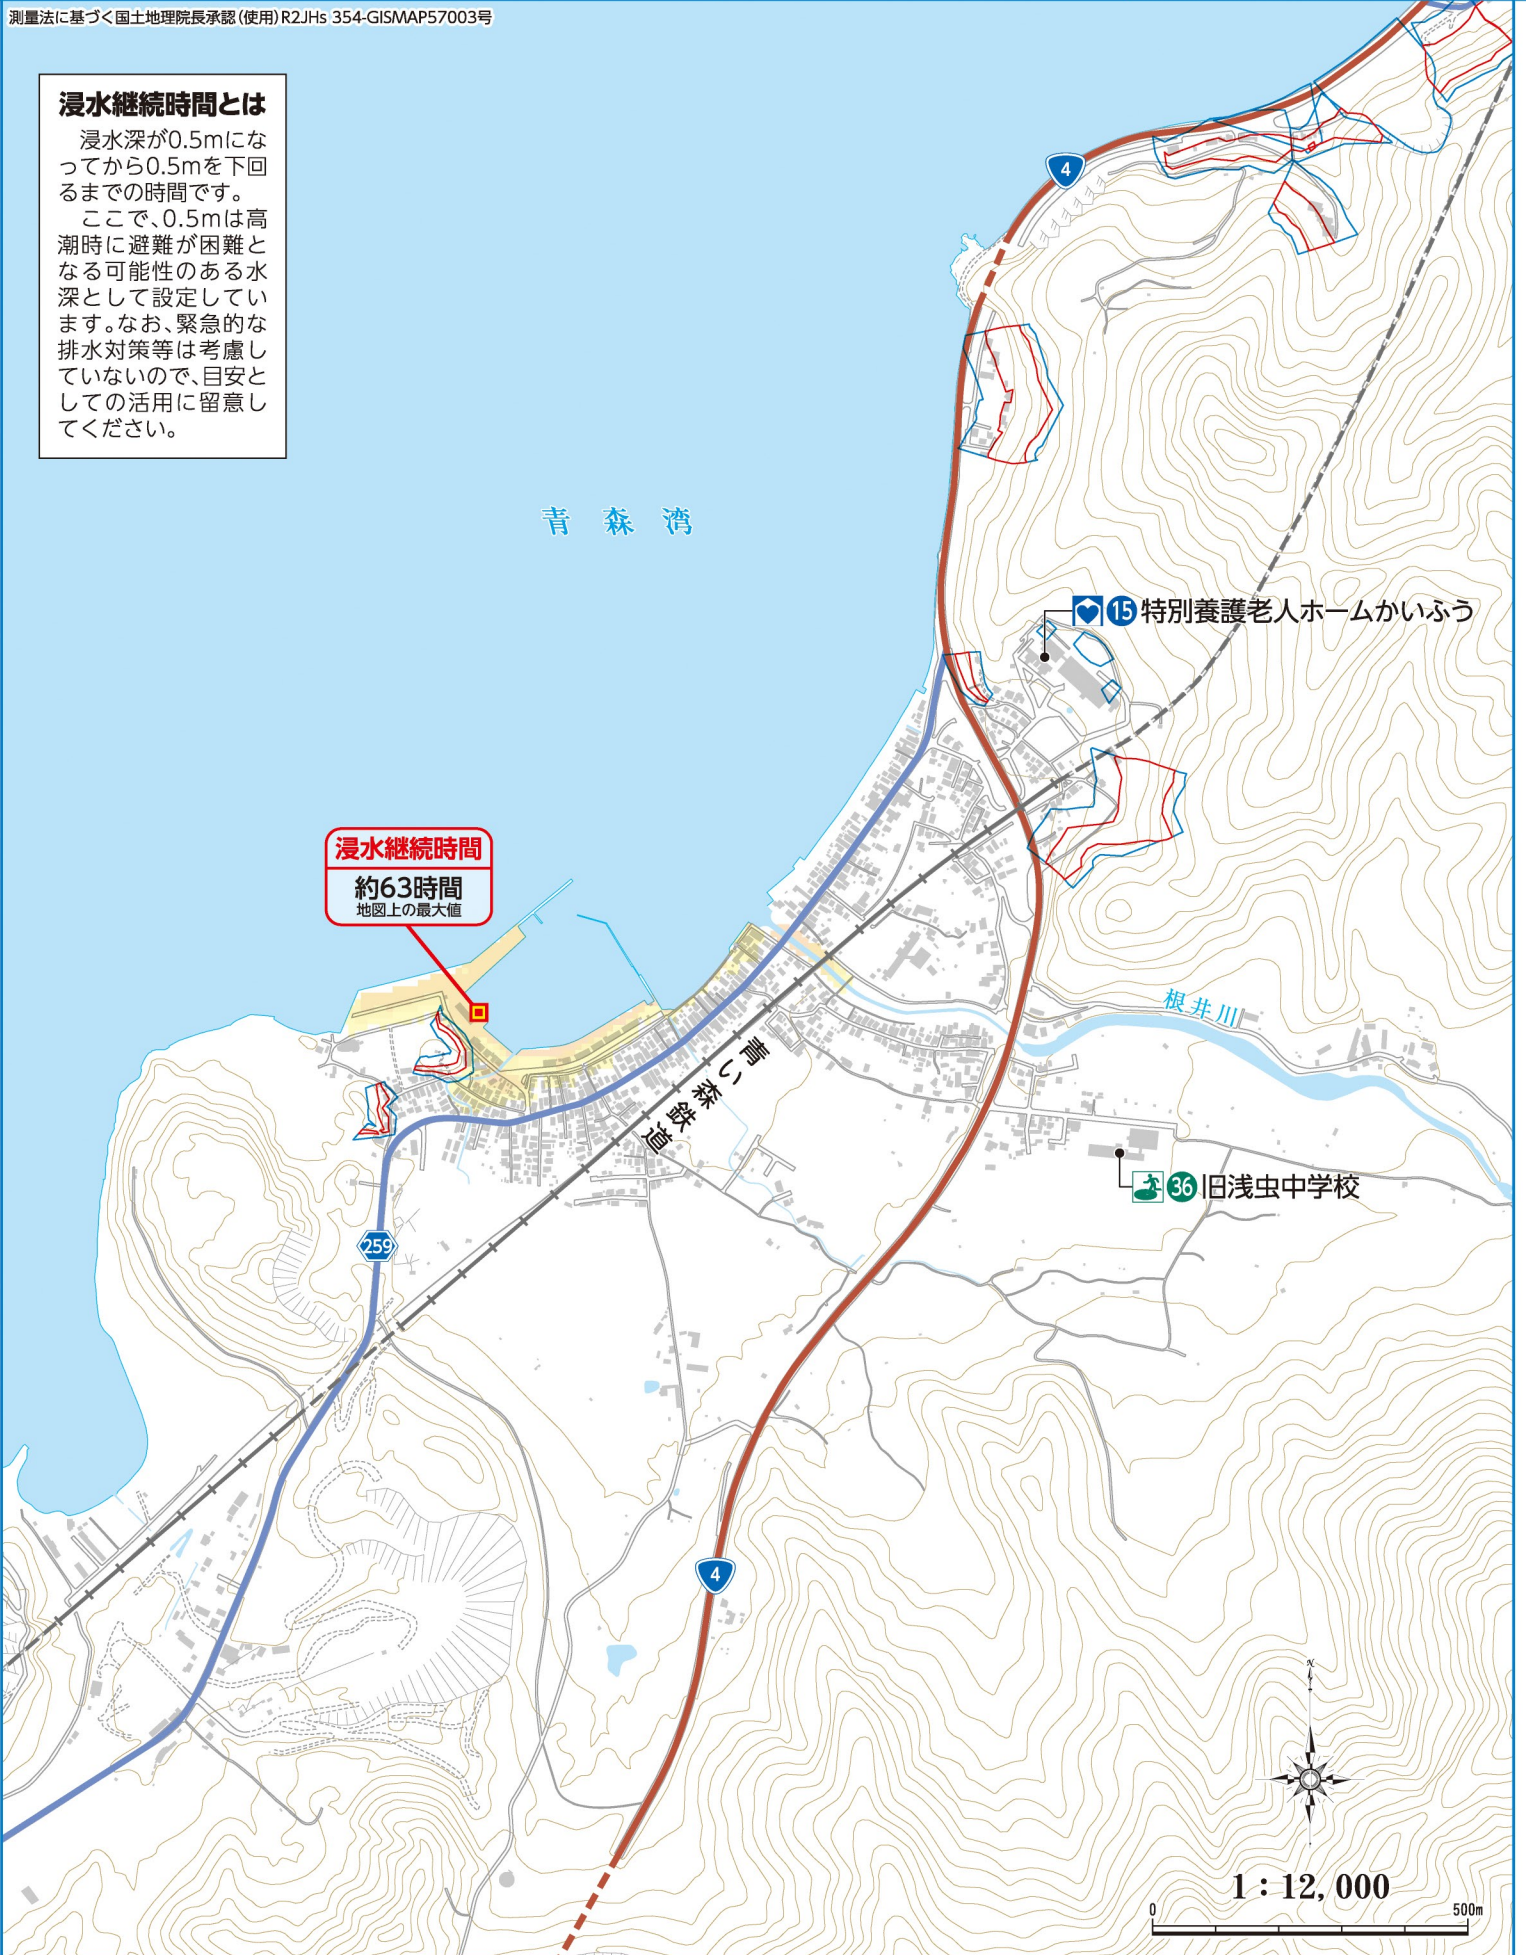 測量法に基づく国土地理院長承認(使用)R2JHs 354-GISMAP57003号
浸水継続時間とは
浸水深が0.5mにな
ってから0.5mを下回
るまでの時間です。
ここで、0.5mは高
潮時に避難が困難と
なる可能性のある水
深として設定してい
ます。なお、緊急的な
排水対策等は考慮し
ていないので、目安と
しての活用に留意し
てください。
4
青森湾
15 特別養護老人ホームかいふう
浸水継続時間
約63時間
地図上の最大値
根井川
青い森鉄道
36 旧浅虫中学校
259
4
N
1：12,000
0 500m